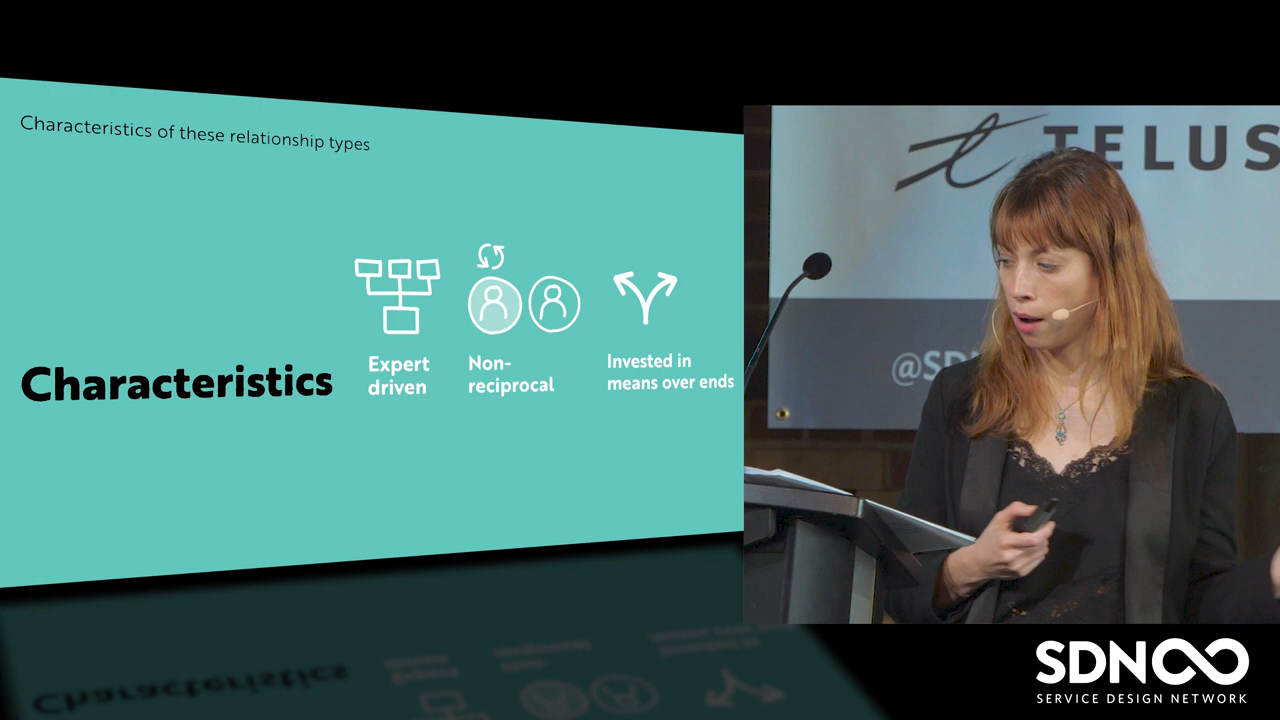 Characteristics of these relationship types
Characteristics
Expert
driven
Non-
reciprocal
Invested in
means over ends
TELUS
@SD
SDN
SERVICE DESIGN NETWORK